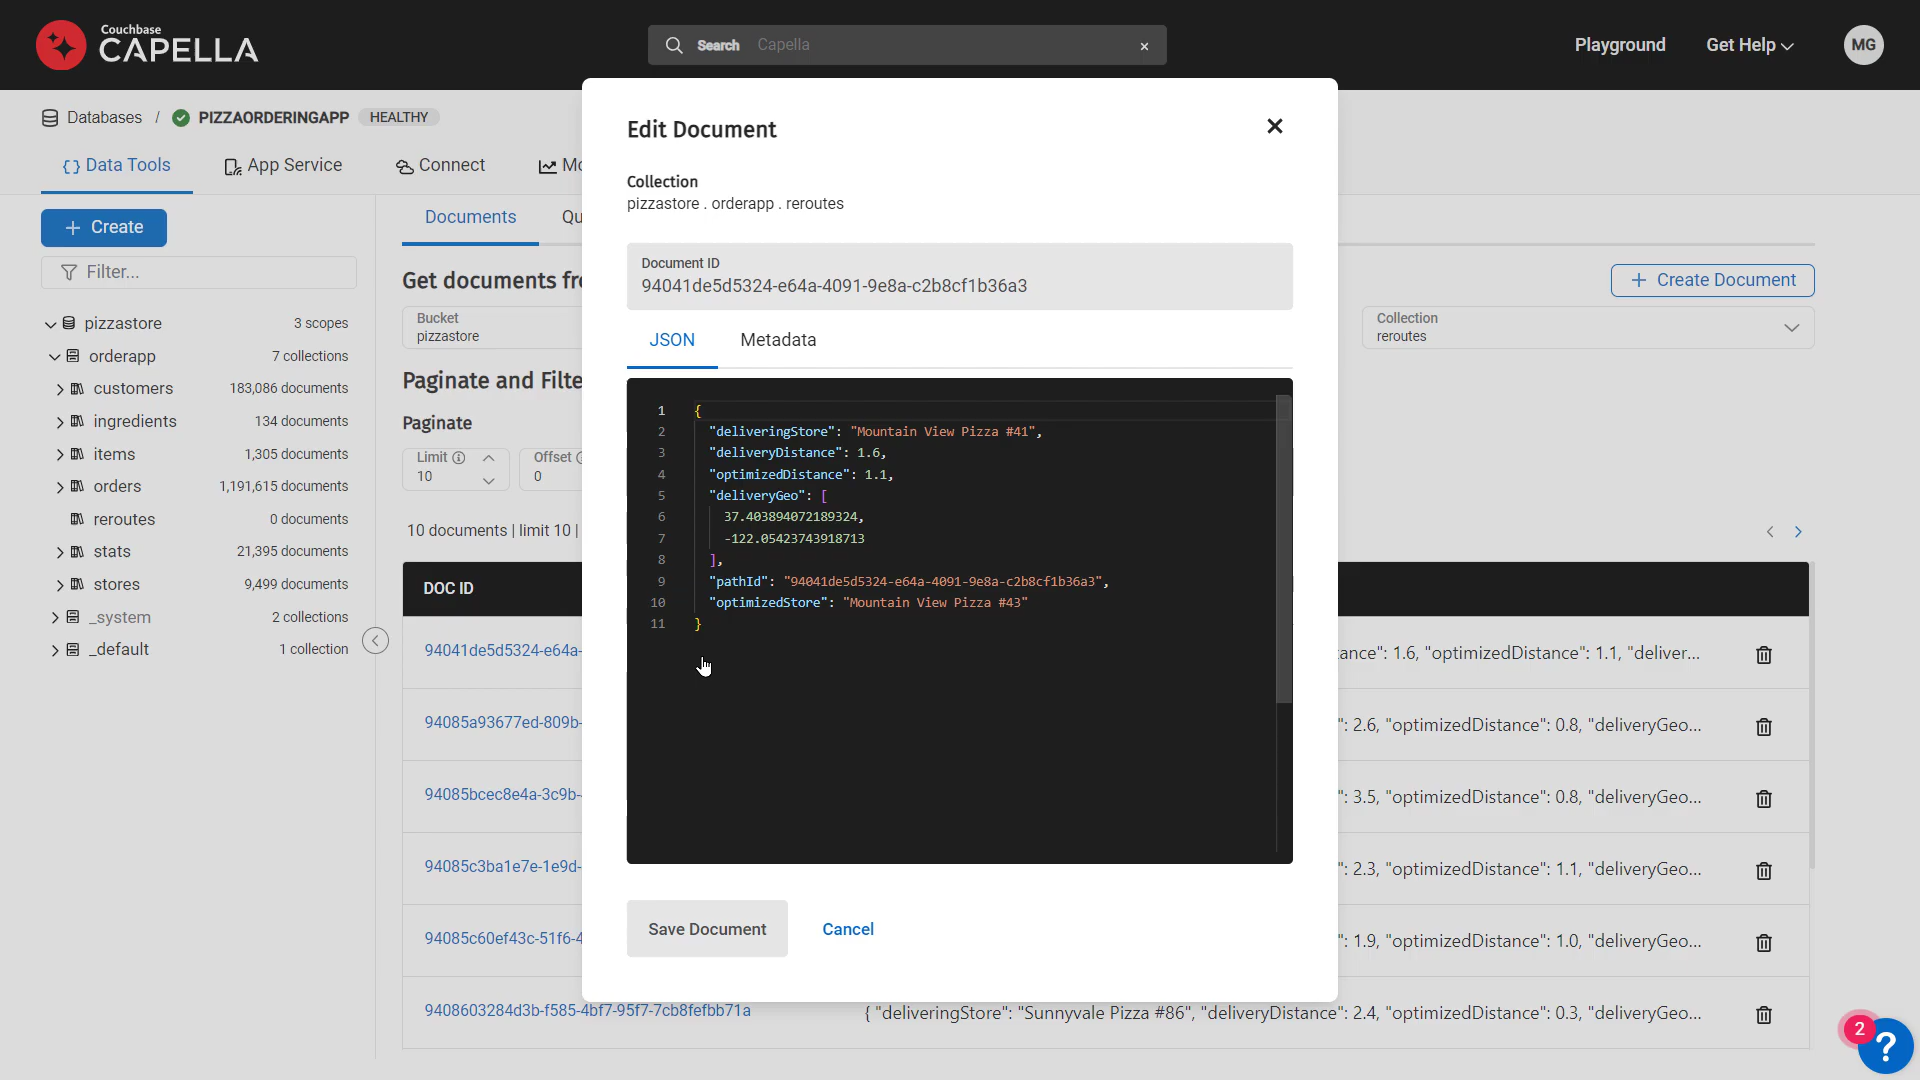 Couchbase
CAPELLA
Search Capella ×
Playground
Get Help
MG
Databases / PIZZAORDERINGAPP HEALTHY
{} Data Tools
App Service
Connect
+ Create
Filter...
pizzastore 3 scopes
orderapp 7 collections
customers 183,086 documents
ingredients 134 documents
items 1,305 documents
orders 1,191,615 documents
reroutes 0 documents
stats 21,395 documents
stores 9,499 documents
_system 2 collections
_default 1 collection
Documents
Get documents
Bucket
pizzastore
Collection
reroutes
+ Create Document
Paginate and
Paginate
Limit
10
Offset
0
10 documents | limit 10 |
DOC ID
94041de5d5324-e64a-
ance": 1.6, "optimizedDistance": 1.1, "deliver...
94085a93677ed-809b-
": 2.6, "optimizedDistance": 0.8, "deliveryGeo...
94085bcec8e4a-3c9b-
": 3.5, "optimizedDistance": 0.8, "deliveryGeo...
94085c3ba1e7e-1e9d-
": 2.3, "optimizedDistance": 1.1, "deliveryGeo...
94085c60ef43c-51f6-4
": 1.9, "optimizedDistance": 1.0, "deliveryGeo...
9408603284d3b-f585-4bf7-95f7-7cb8fefbb71a
{ "deliveringStore": "Sunnyvale Pizza #86", "deliveryDistance": 2.4, "optimizedDistance": 0.3, "deliveryGeo...
Edit Document
Collection
pizzastore . orderapp . reroutes
Document ID
94041de5d5324-e64a-4091-9e8a-c2b8cf1b36a3
JSON
Metadata
1 {
2 "deliveringStore": "Mountain View Pizza #41",
3 "deliveryDistance": 1.6,
4 "optimizedDistance": 1.1,
5 "deliveryGeo": [
6 37.403894072189324,
7 -122.05423743918713
8 ],
9 "pathId": "94041de5d5324-e64a-4091-9e8a-c2b8cf1b36a3",
10 "optimizedStore": "Mountain View Pizza #43"
11 }
Save Document
Cancel
2
?